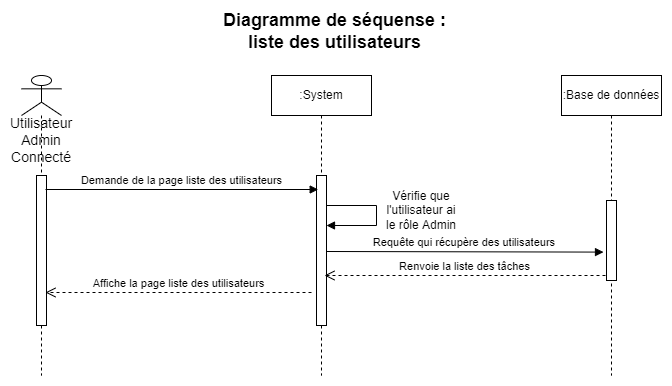 Diagramme de séquense :
liste des utilisateurs
:System
:Base de données
Utilisateur
Admin
Connecté
Demande de la page liste des utilisateurs
Vérifie que
l'utilisateur ai
le rôle Admin
Requête qui récupère des utilisateurs
Renvoie la liste des tâches
Affiche la page liste des utilisateurs